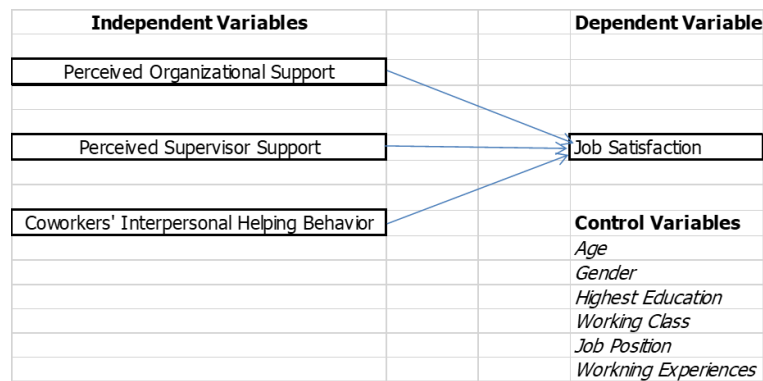 Independent Variables
Dependent Variable
Perceived Organizational Support
Perceived Supervisor Support
Job Satisfaction
Coworkers' Interpersonal Helping Behavior
Control Variables
Age
Gender
Highest Education
Working Class
Job Position
Workning Experiences